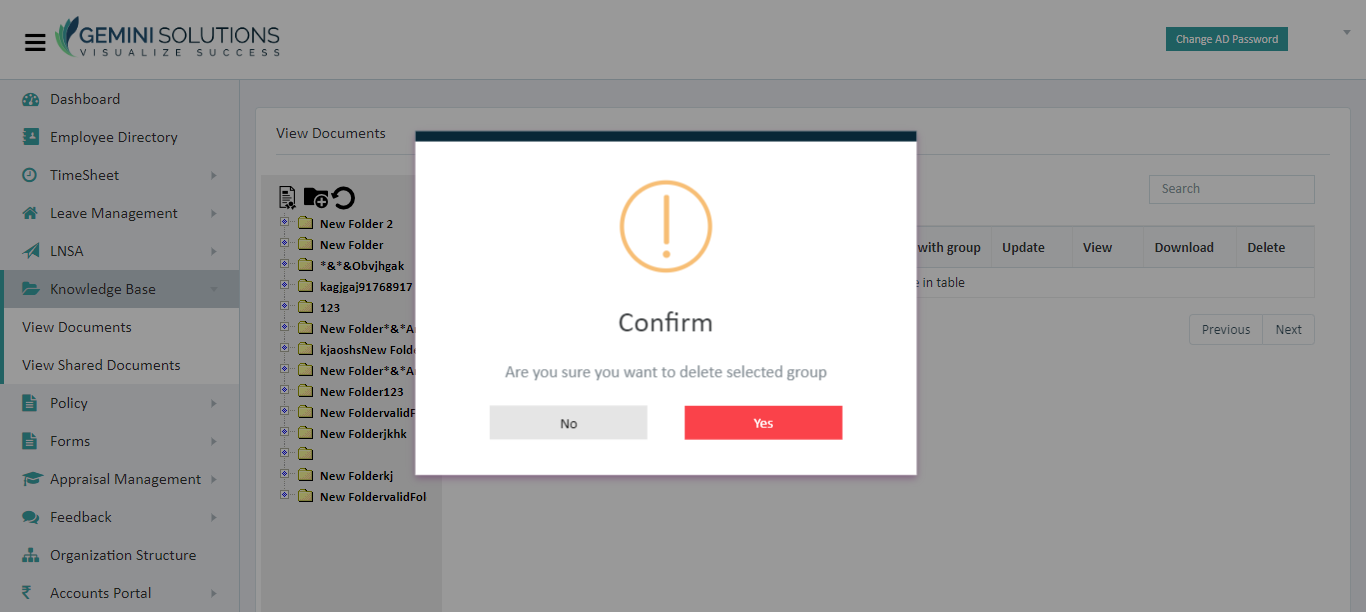 GEMINI SOLUTIONS
VISUALIZE SUCCESS
Change AD Password
Dashboard
Employee Directory
TimeSheet
Leave Management
LNSA
Knowledge Base
View Documents
View Shared Documents
Policy
Forms
Appraisal Management
Feedback
Organization Structure
Accounts Portal
View Documents
New Folder 2
New Folder
*&*&Obvjhgak
kagjgaj91768917
123
New Folder*&*A
kjaoshsNew Fold
New Folder*&*A
New Folder123
New FoldervalidF
New Folderjkhk
New Folderkj
New FoldervalidFol
Search
with group Update View Download Delete
in table
Previous Next
Confirm
Are you sure you want to delete selected group
No Yes